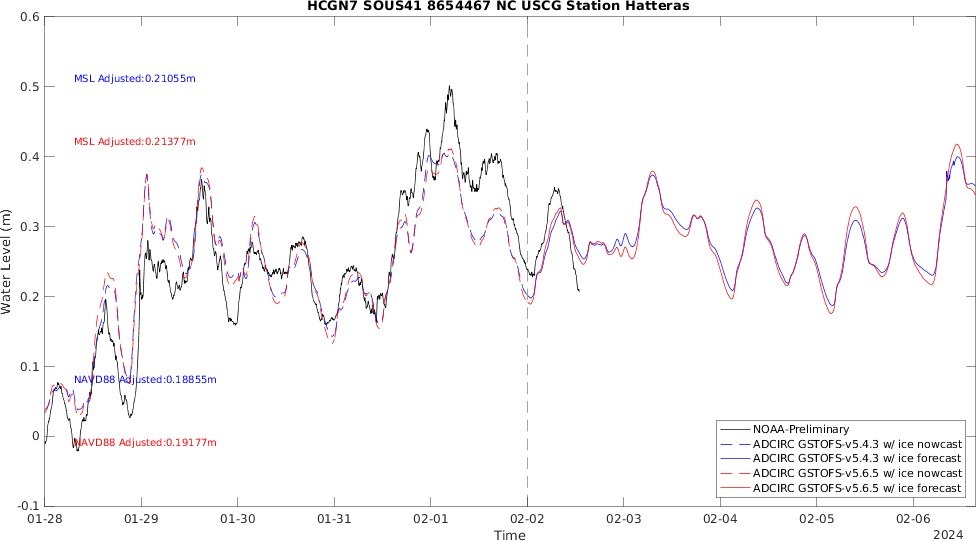 HCGN7 SOUS41 8654467 NC USCG Station Hatteras
0.6
0.5
0.4
0.3
0.2
0.1
0
-0.1
Water Level (m)
MSL Adjusted:0.21055m
MSL Adjusted:0.21377m
NAVD88 Adjusted:0.18855m
NAVD88 Adjusted:0.19177m
NOAA-Preliminary
ADCIRC GSTOFS-v5.4.3 w/ ice nowcast
ADCIRC GSTOFS-v5.4.3 w/ ice forecast
ADCIRC GSTOFS-v5.6.5 w/ ice nowcast
ADCIRC GSTOFS-v5.6.5 w/ ice forecast
01-28 01-29 01-30 01-31 02-01 02-02 02-03 02-04 02-05 02-06
Time
2024